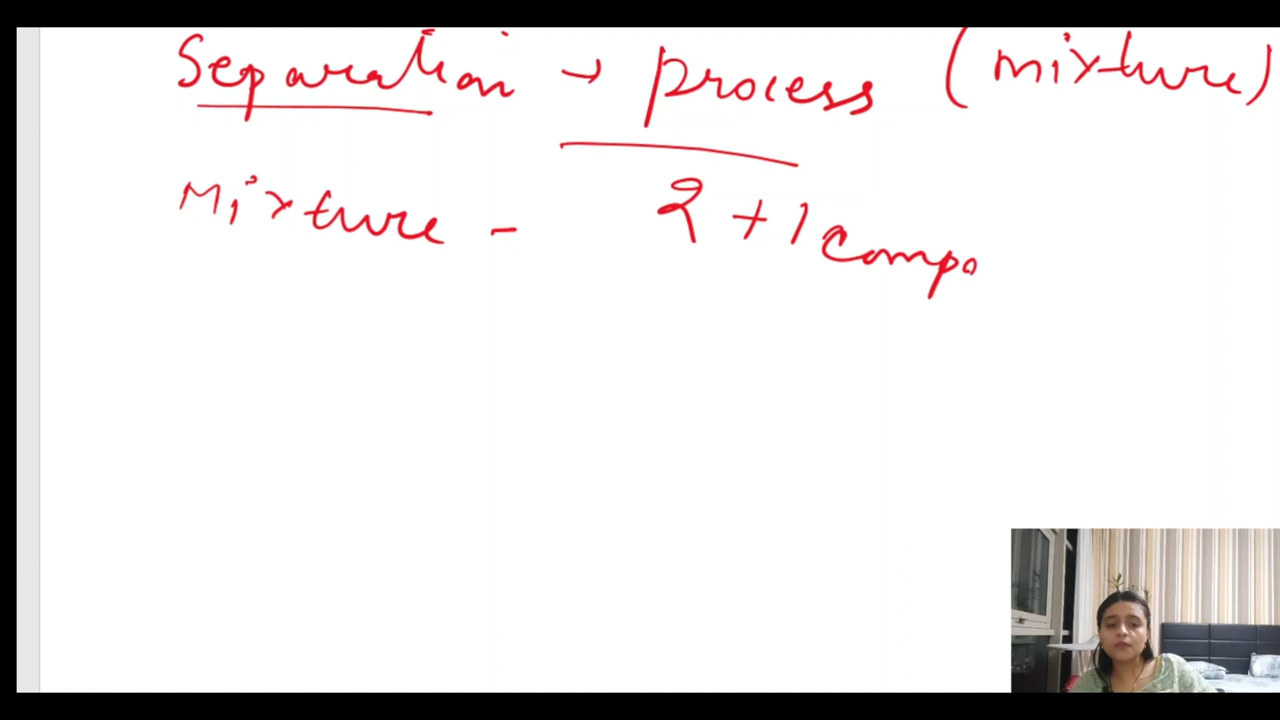 Separation → process (mixture)
Mixture - 2 + 1 compo